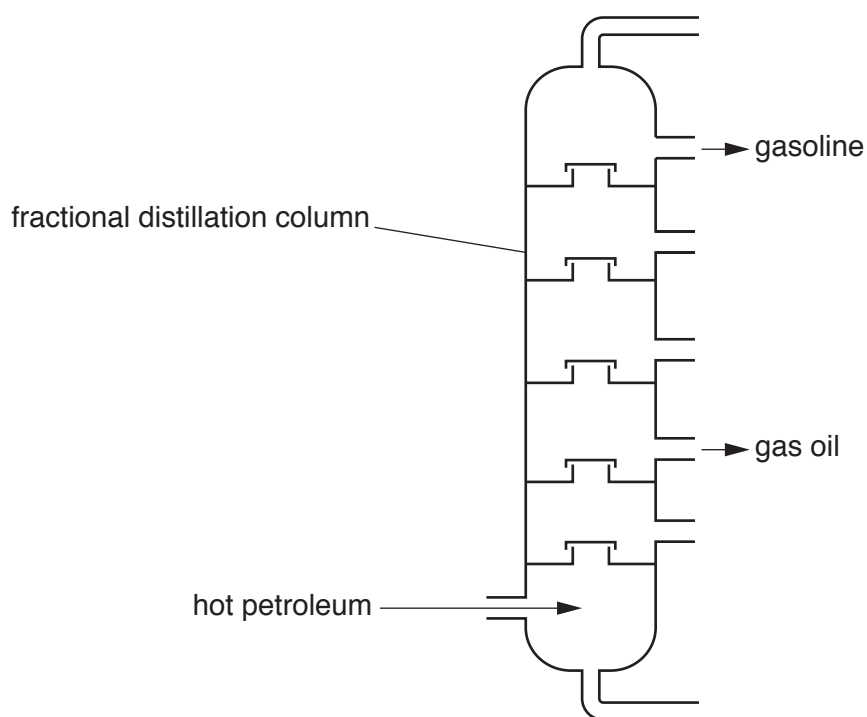 gasoline
fractional distillation column
gas oil
hot petroleum